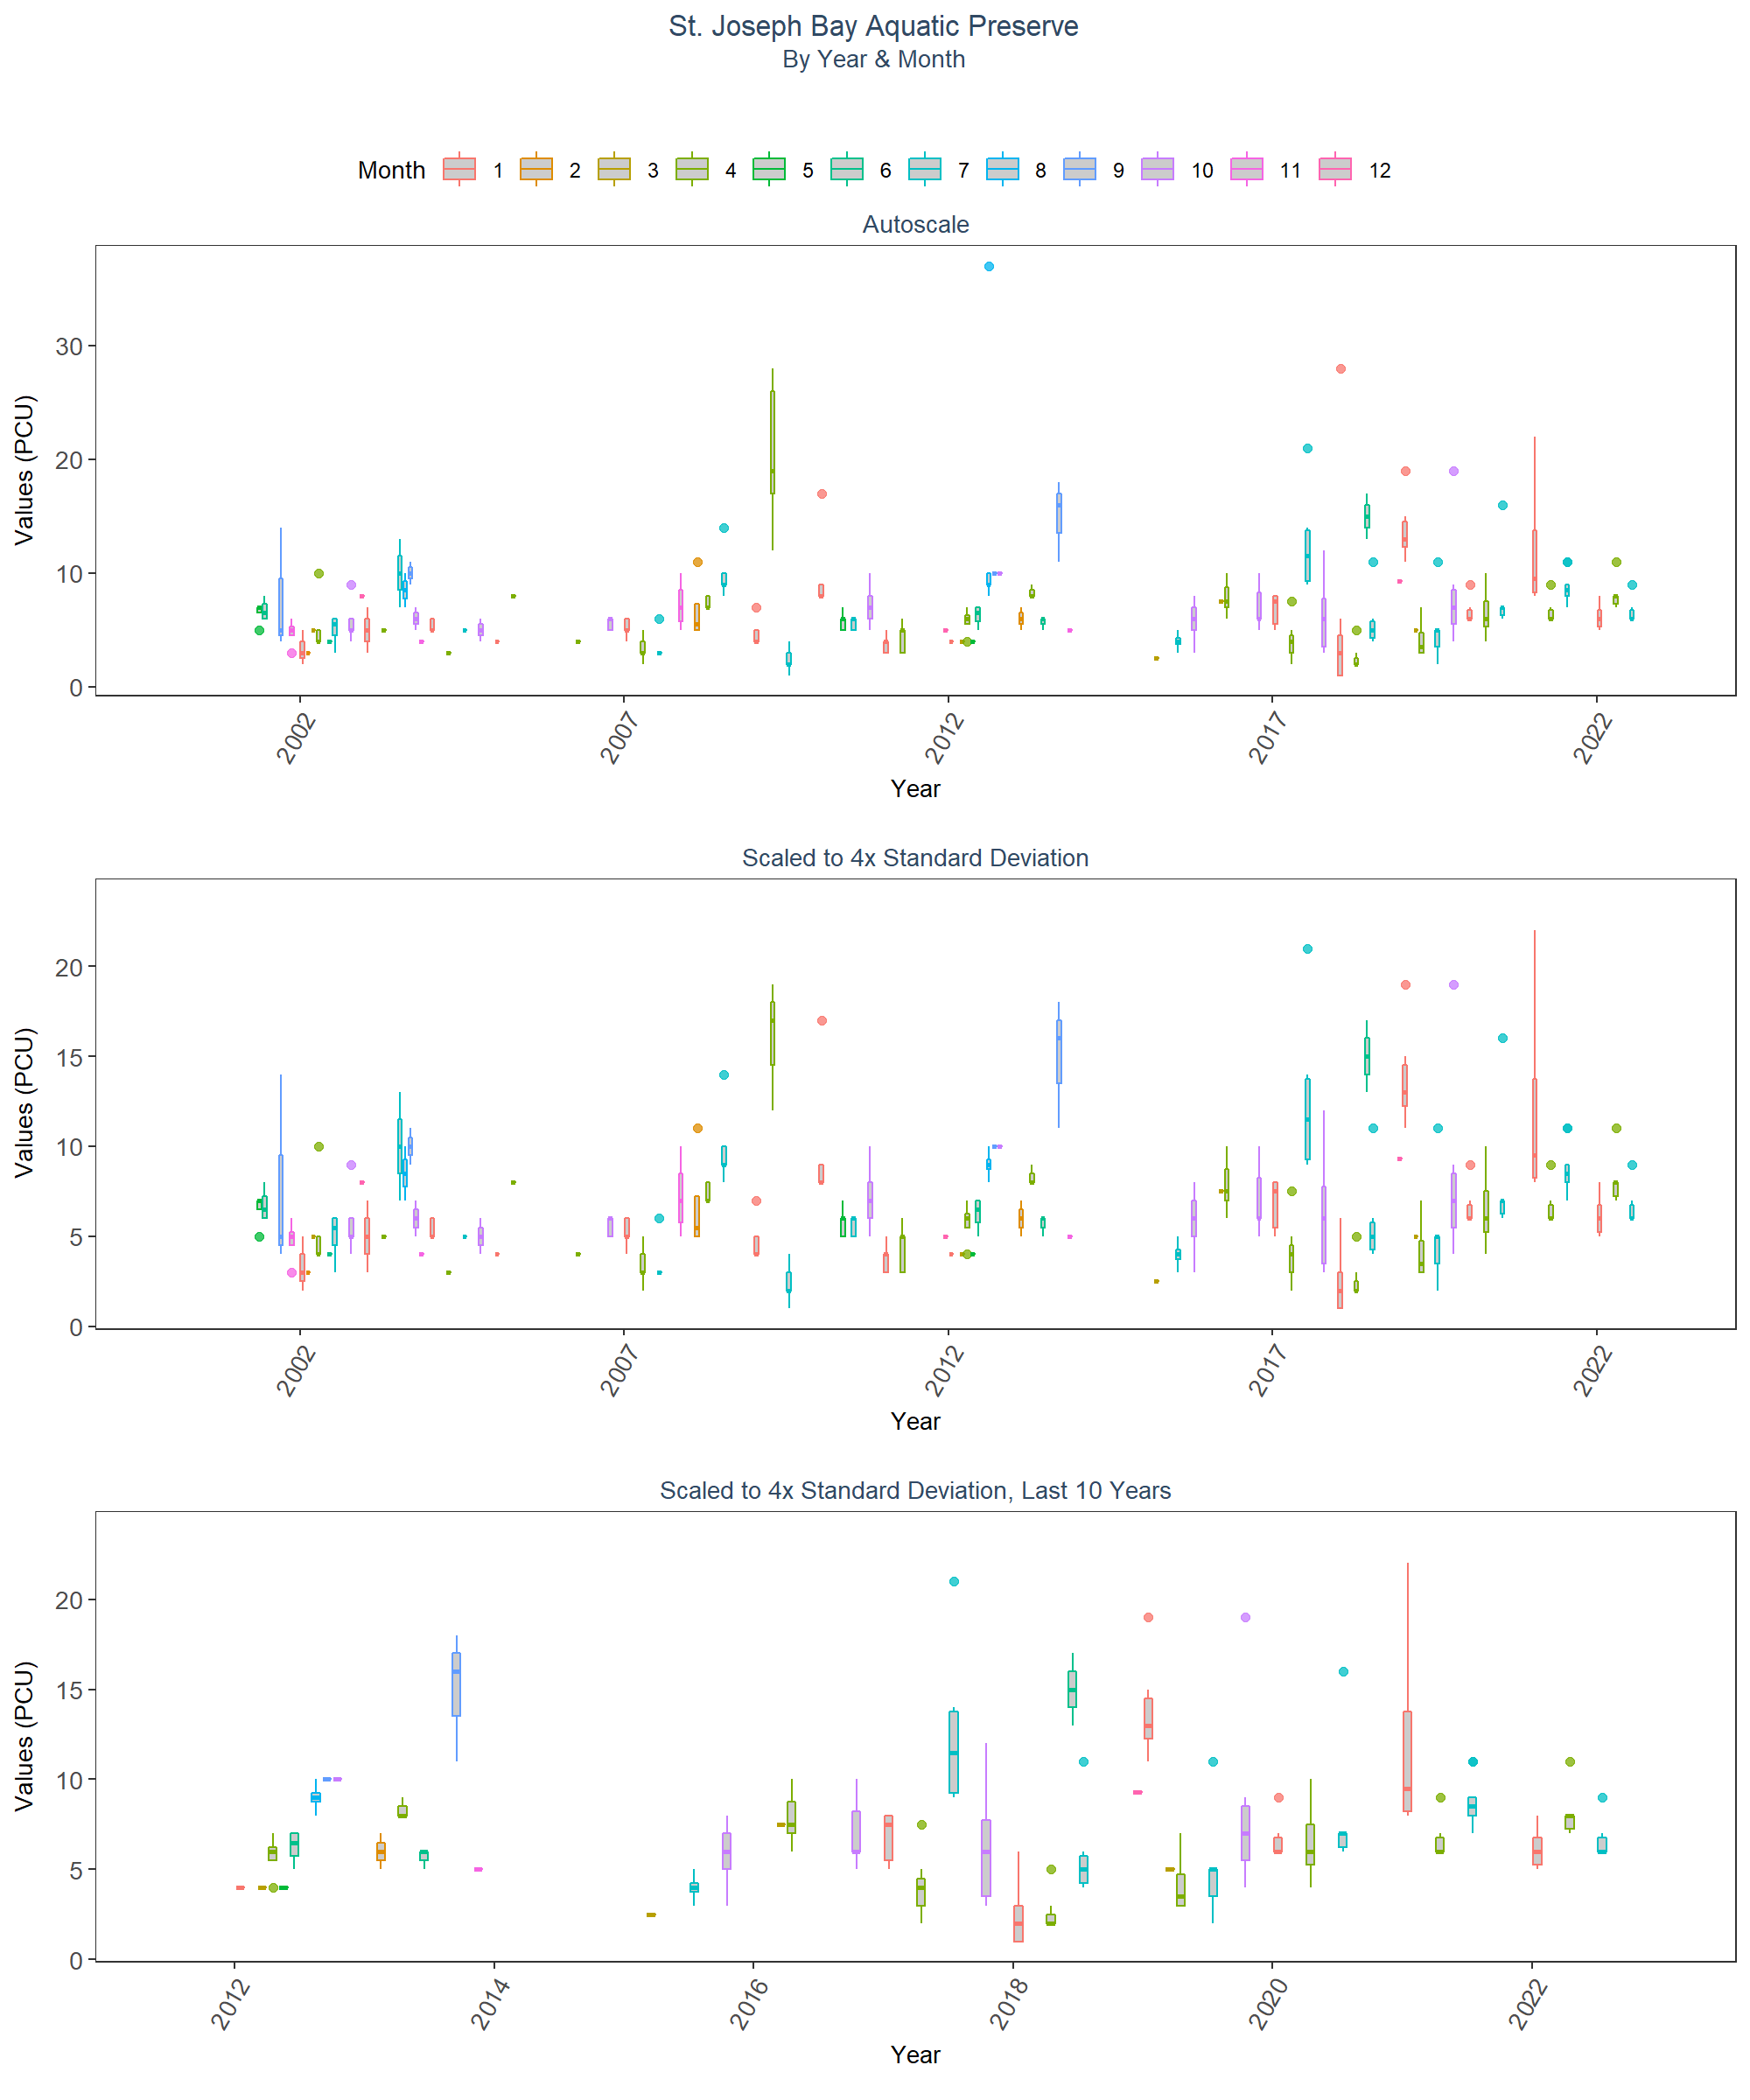 St. Joseph Bay Aquatic Preserve
By Year & Month
Month 1 2 3 4 5 6 7 8 9 10 11 12
Autoscale
Values (PCU)
30
20
10
0
2002 2007 2012 2017 2022
Year
Scaled to 4x Standard Deviation
Values (PCU)
20
15
10
5
0
2002 2007 2012 2017 2022
Year
Scaled to 4x Standard Deviation, Last 10 Years
Values (PCU)
20
15
10
5
0
2012 2014 2016 2018 2020 2022
Year